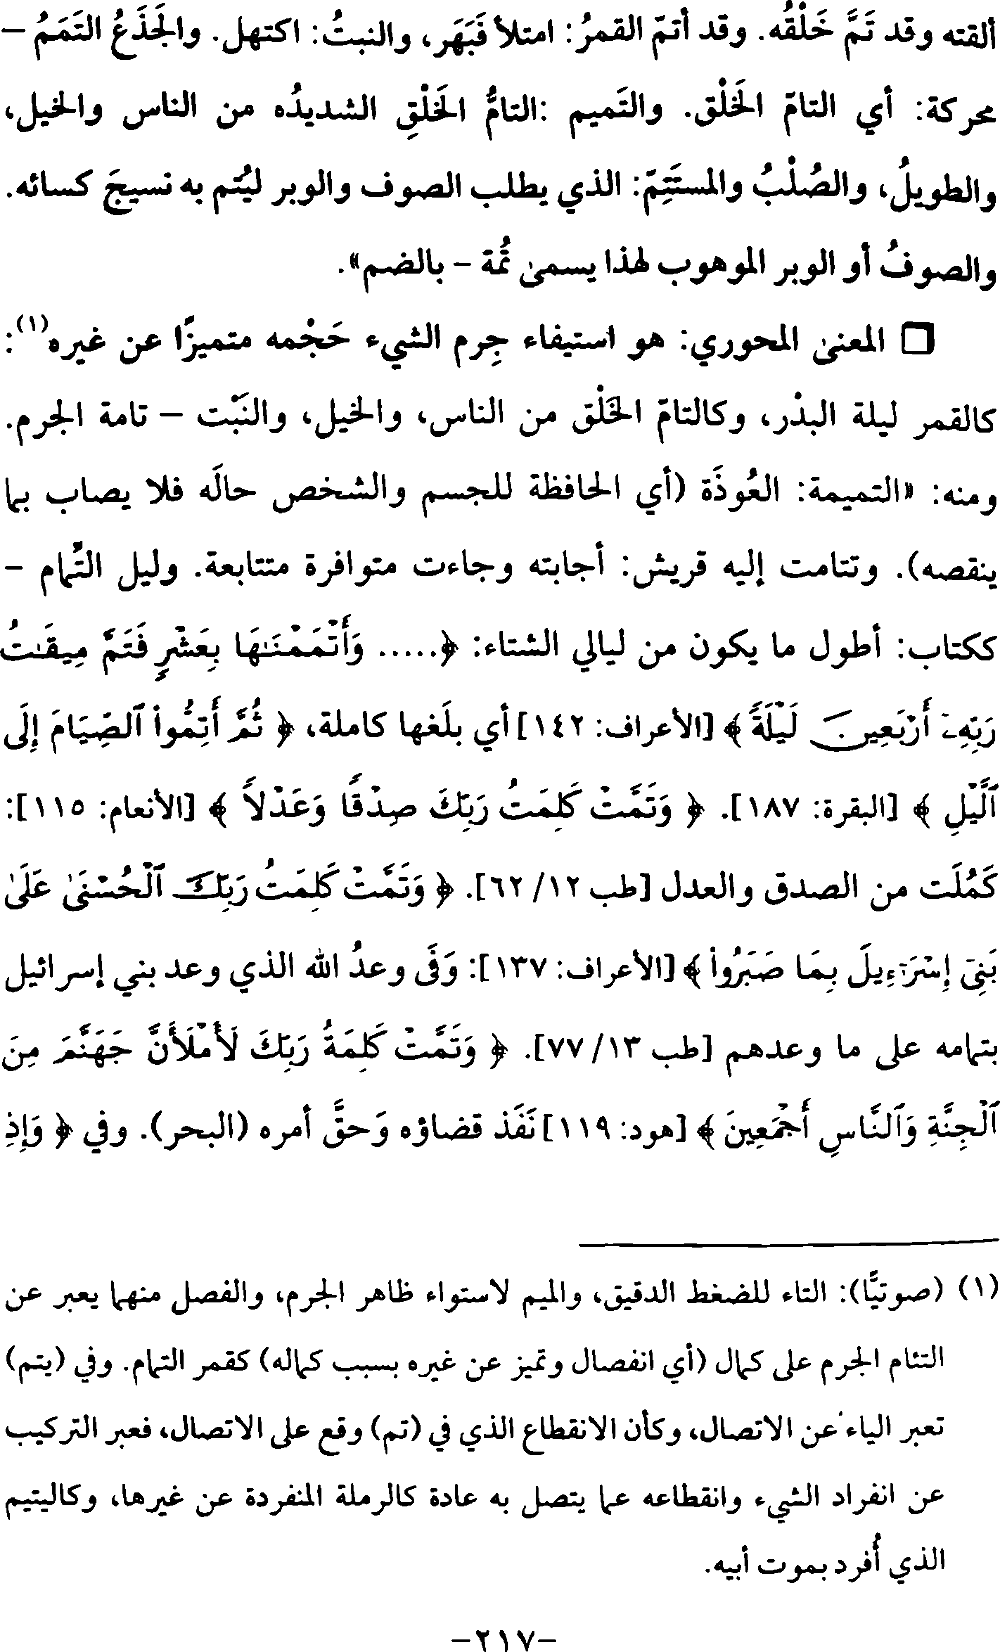 ألقته وقد تَمَّ خَلْقُه. وقد أتمّ القمرُ: امتلأ فَبَهَر، والنبتُ: اكتهل. والجَذَعُ التَمَمُ –
محركة: أي التامّ الخَلْق. والتَميم :التامُّ الخَلْقِ الشديدُه من الناس والخيل،
والطويلُ، والصُلْبُ والمستَتِمّ: الذي يطلب الصوف والوبر ليُتم به نسيجَ كسائه.
والصوفُ أو الوبر الموهوب لهذا يسمى تُمة – بالضم».
□ المعنى المحوري: هو استيفاء جِرم الشيء حَجْمه متميزًا عن غيره(١):
كالقمر ليلة البدْر، وكالتامّ الخَلْق من الناس، والخيل، والنَبْت – تامة الجرم.
ومنه: «التميمة: العُوذَة (أي الحافظة للجسم والشخص حالَه فلا يصاب بما
ينقصه). وتتامت إليه قريش: أجابته وجاءت متوافرة متتابعة. وليل التِّمام –
ككتاب: أطول ما يكون من ليالي الشتاء: ﴿..... وَأَتْمَمْنَـٰهَا بِعَشْرٍ فَتَمَّ مِيقَـٰتُ
رَبِّهِۦٓ أَرْبَعِينَ لَيْلَةً﴾ [الأعراف: ١٤٢] أي بلَغها كاملة، ﴿ثُمَّ أَتِمُّواْ ٱلصِّيَامَ إِلَى
ٱلَّيْلِ﴾ [البقرة: ١٨٧]. ﴿وَتَمَّتْ كَلِمَتُ رَبِّكَ صِدْقًا وَعَدْلاً﴾ [الأنعام: ١١٥]:
كَمُلَت من الصدق والعدل [طب ١٢/ ٦٢]. ﴿وَتَمَّتْ كَلِمَتُ رَبِّكَ ٱلْحُسْنَىٰ عَلَىٰ
بَنِىٓ إِسْرَٰٓءِيلَ بِمَا صَبَرُواْ﴾ [الأعراف: ١٣٧]: وَفَى وعدُ الله الذي وعد بني إسرائيل
بتمامه على ما وعدهم [طب ١٣/ ٧٧]. ﴿وَتَمَّتْ كَلِمَةُ رَبِّكَ لَأَمْلَأَنَّ جَهَنَّمَ مِنَ
ٱلْجِنَّةِ وَٱلنَّاسِ أَجْمَعِينَ﴾ [هود: ١١٩] نَفَذ قضاؤه وَحقَّ أمره (البحر). وفي ﴿وَإِذِ
(١) (صوتيًّا): التاء للضغط الدقيق، والميم لاستواء ظاهر الجرم، والفصل منهما يعبر عن
التئام الجرم على كمال (أي انفصال وتميز عن غيره بسبب كماله) كقمر التمام. وفي (يتم)
تعبر الياء عن الاتصال، وكأن الانقطاع الذي في (تم) وقع على الاتصال، فعبر التركيب
عن انفراد الشيء وانقطاعه عما يتصل به عادة كالرملة المنفردة عن غيرها، وكاليتيم
الذي أُفرد بموت أبيه.
-٢١٧-